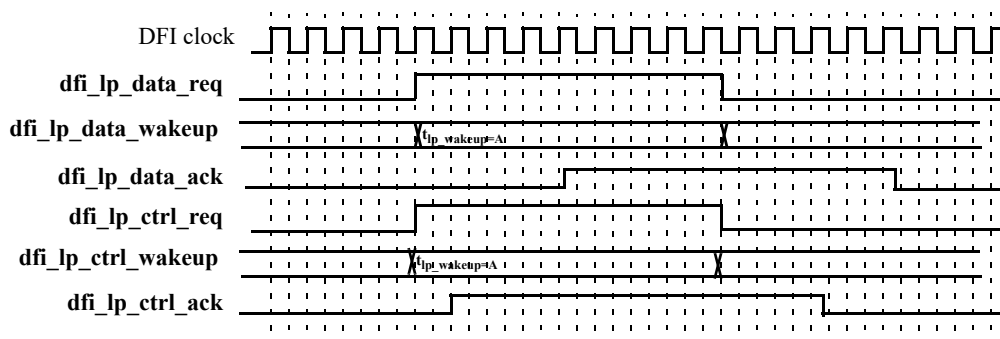 DFI clock
dfi_lp_data_req
dfi_lp_data_wakeup
tlp_wakeup=A
dfi_lp_data_ack
dfi_lp_ctrl_req
dfi_lp_ctrl_wakeup
tlp_wakeup=A
dfi_lp_ctrl_ack